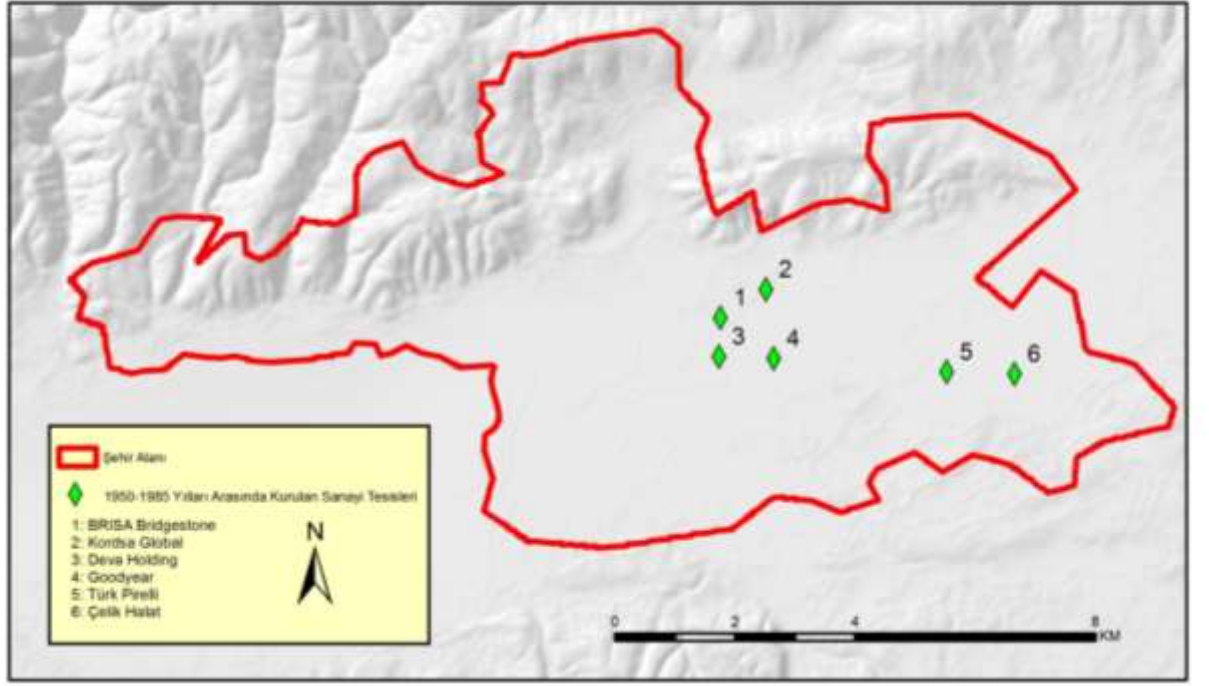 2
1
3
4
5
6
Şehir Alanı
1950-1985 Yılları Arasında Kurulan Sanayi Tesisleri
1: BRISA Bridgestone
2: Kordsa Global
3: Deva Holding
4: Goodyear
5: Türk Pirelli
6: Çelik Halat
N
0 2 4 8
KM